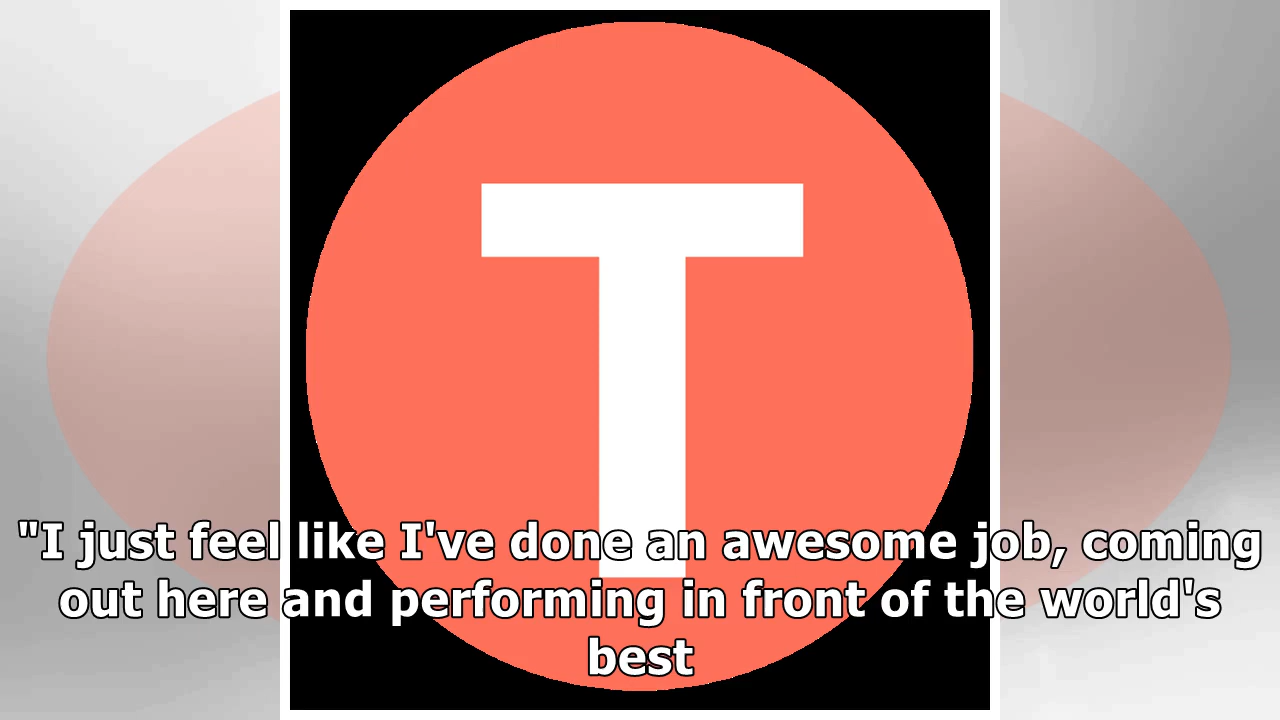 T
"I just feel like I've done an awesome job, coming
out here and performing in front of the world's
best